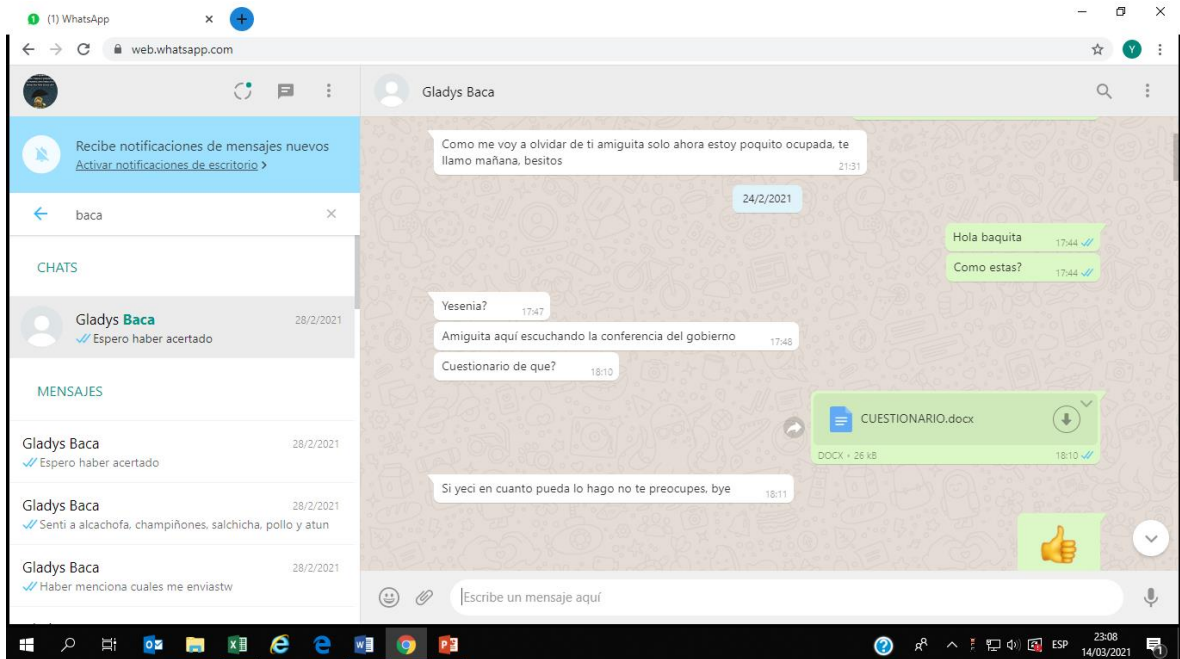 (1) WhatsApp
web.whatsapp.com
Y
Recibe notificaciones de mensajes nuevos
Activar notificaciones de escritorio >
baca
CHATS
Gladys Baca 28/2/2021
Espero haber acertado
MENSAJES
Gladys Baca 28/2/2021
Espero haber acertado
Gladys Baca 28/2/2021
Senti a alcachofa, champiñones, salchicha, pollo y atun
Gladys Baca 28/2/2021
Haber menciona cuales me enviastw
Gladys Baca
Como me voy a olvidar de ti amiguita solo ahora estoy poquito ocupada, te
llamo mañana, besitos 21:31
24/2/2021
Hola baquita 17:44
Como estas? 17:44
Yesenia? 17:47
Amiguita aquí escuchando la conferencia del gobierno 17:48
Cuestionario de que? 18:10
CUESTIONARIO.docx
DOCX • 26 kB 18:10
Si yeci en cuanto pueda lo hago no te preocupes, bye 18:11
Escribe un mensaje aquí
ESP
23:08
14/03/2021